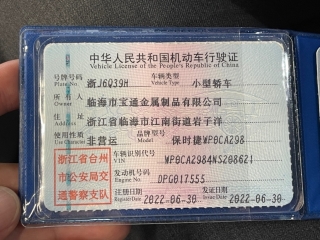 中华人民共和国机动车行驶证
Vehicle License of the People's Republic of China
号牌号码 浙J6Q39H 车辆类型 小型轿车
Plate No. Vehicle Type
所有人 临海市宝通金属制品有限公司
Owner
住址 浙江省临海市江南街道岩子洋
Address
使用性质 非营运 品牌型号 保时捷WP0CA298
Use Character Model
浙江省台州
市公安局交
通警察支队
车辆识别代号 WP0CA2984NS208621
VIN
发动机号码 DPG017555
Engine No.
注册日期 2022-06-30 发证日期 2022-06-30
Register Date Issue Date